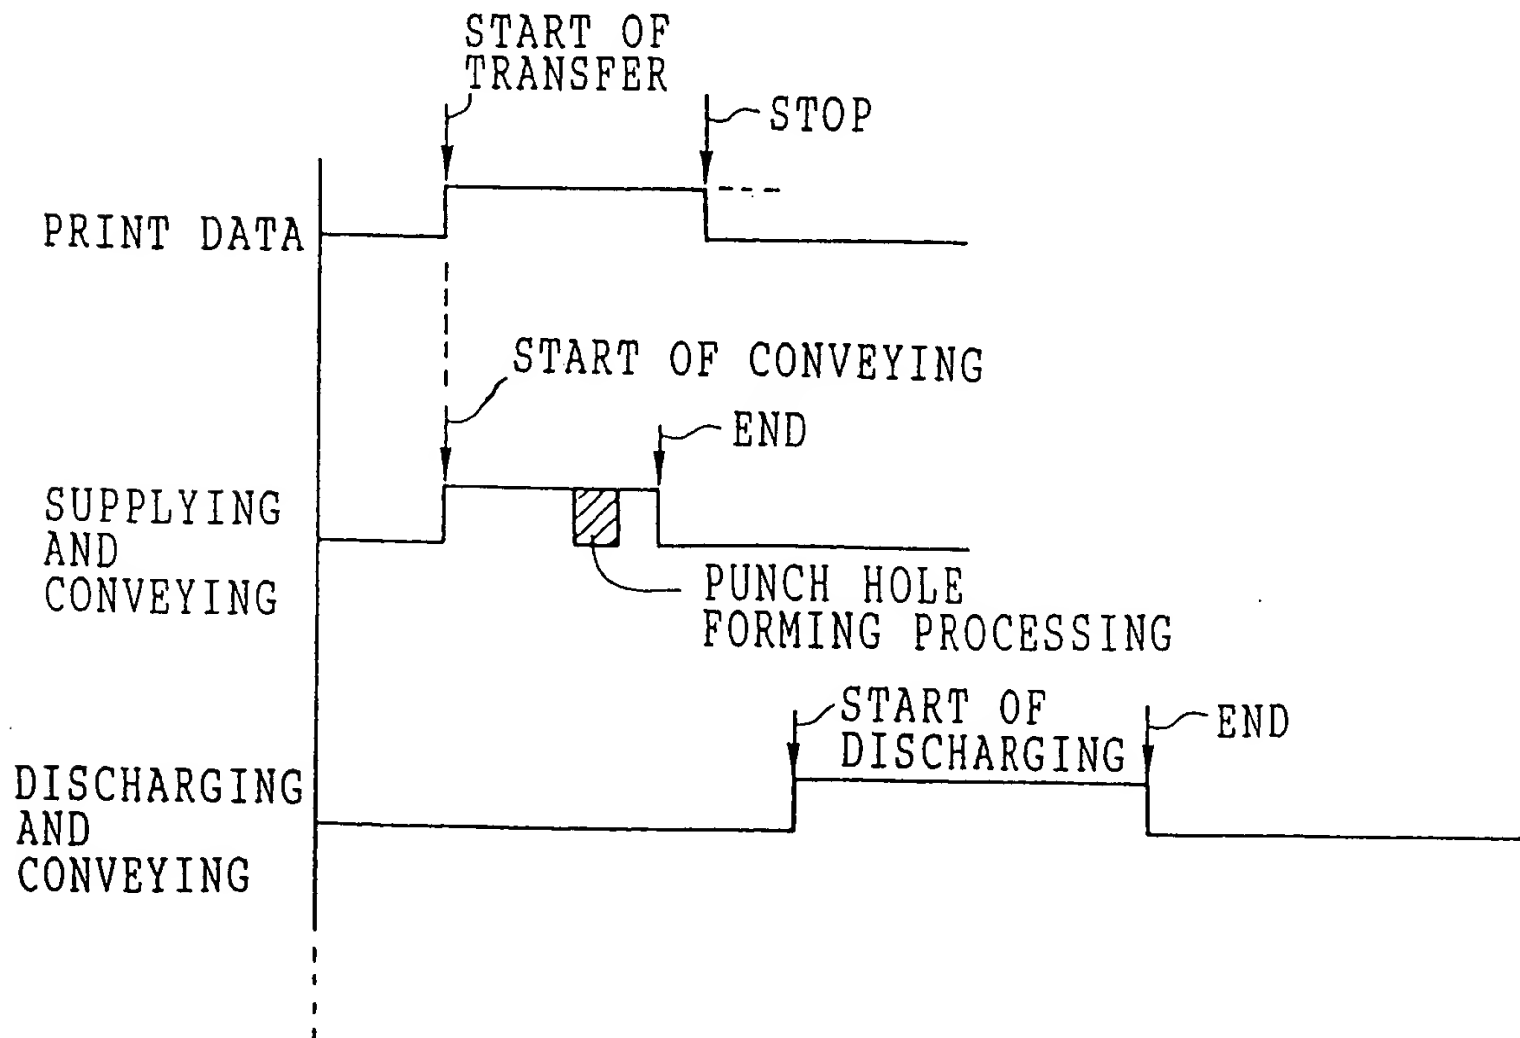 START OF
TRANSFER
STOP
PRINT DATA
START OF CONVEYING
END
SUPPLYING
AND
CONVEYING
PUNCH HOLE
FORMING PROCESSING
START OF
DISCHARGING
END
DISCHARGING
AND
CONVEYING